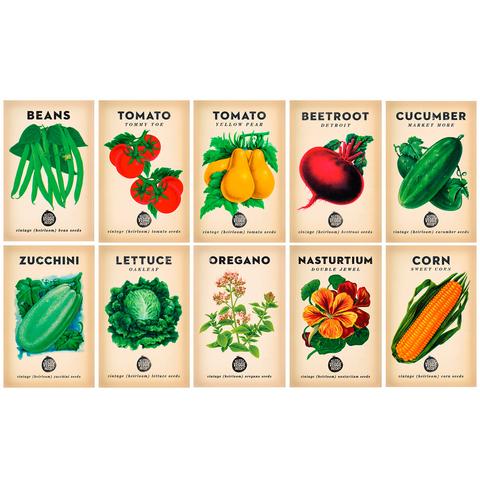 BEANS
vintage (heirloom) bean seeds
TOMATO
TOMMY TOE
vintage (heirloom) tomato seeds
TOMATO
YELLOW PEAR
vintage (heirloom) tomato seeds
BEETROOT
DETROIT
vintage (heirloom) beetroot seeds
CUCUMBER
MARKET MORE
vintage (heirloom) cucumber seeds
ZUCCHINI
vintage (heirloom) zucchini seeds
LETTUCE
OAKLEAF
vintage (heirloom) lettuce seeds
OREGANO
vintage (heirloom) oregano seeds
NASTURTIUM
DOUBLE JEWEL
vintage (heirloom) nasturtium seeds
CORN
SWEET CORN
vintage (heirloom) corn seeds